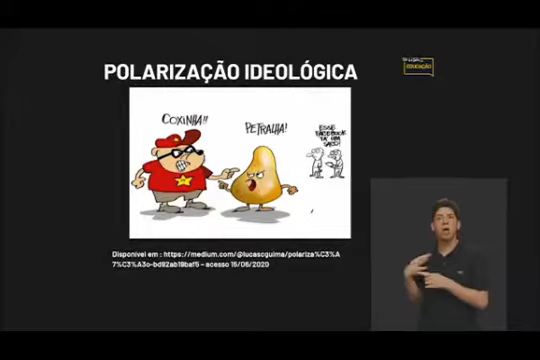 POLARIZAÇÃO IDEOLÓGICA
EDUCAÇÃO
COXINHA!!
PETRALHA!
ESSE
FACEBOOK
TÁ UM
SACO!
Disponível em : https://medium.com/@lucascguima/polariza%C3%A
7%C3%A3o-bd92ab19baf5 – acesso 15/06/2020